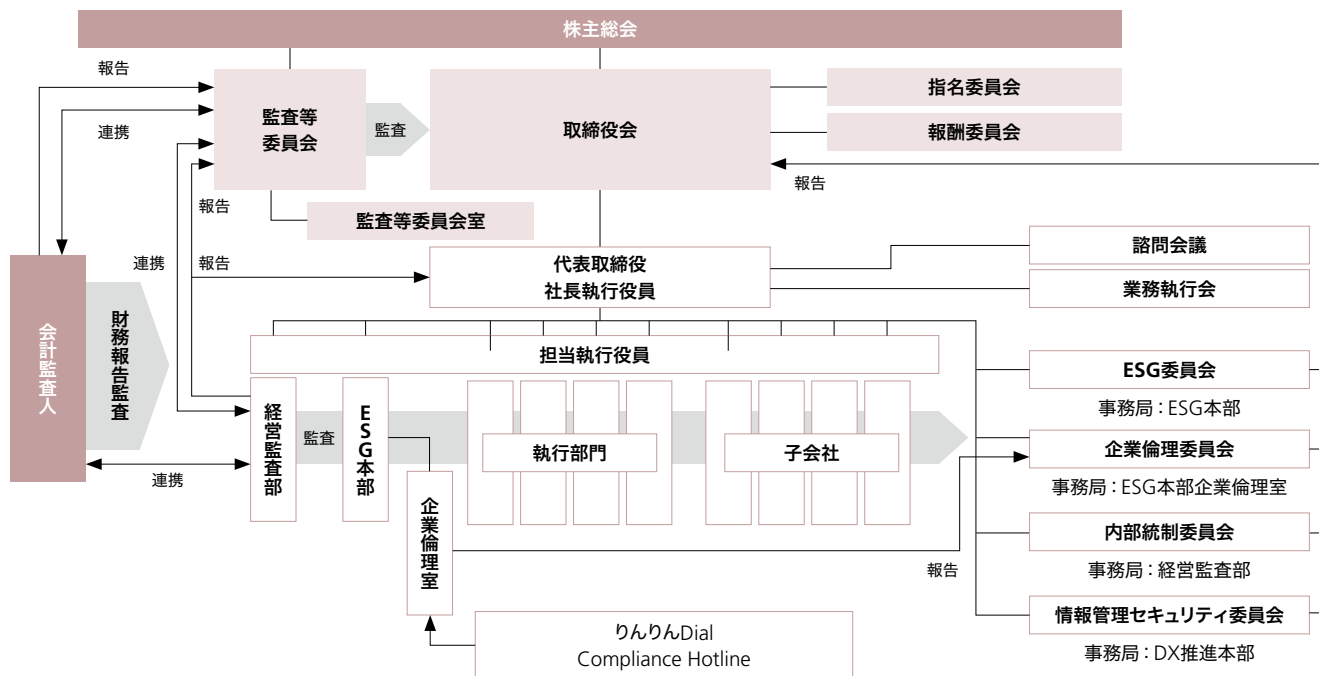 株主総会
報告
連携
監査等
委員会
監査
取締役会
指名委員会
報酬委員会
報告
報告
監査等委員会室
連携
報告
代表取締役
社長執行役員
諮問会議
業務執行会
会計監査人
財務報告監査
担当執行役員
経営監査部
監査
ESG本部
執行部門
子会社
ESG委員会
事務局：ESG本部
企業倫理委員会
事務局：ESG本部企業倫理室
連携
企業倫理室
報告
内部統制委員会
事務局：経営監査部
情報管理セキュリティ委員会
事務局：DX推進本部
りんりんDial
Compliance Hotline